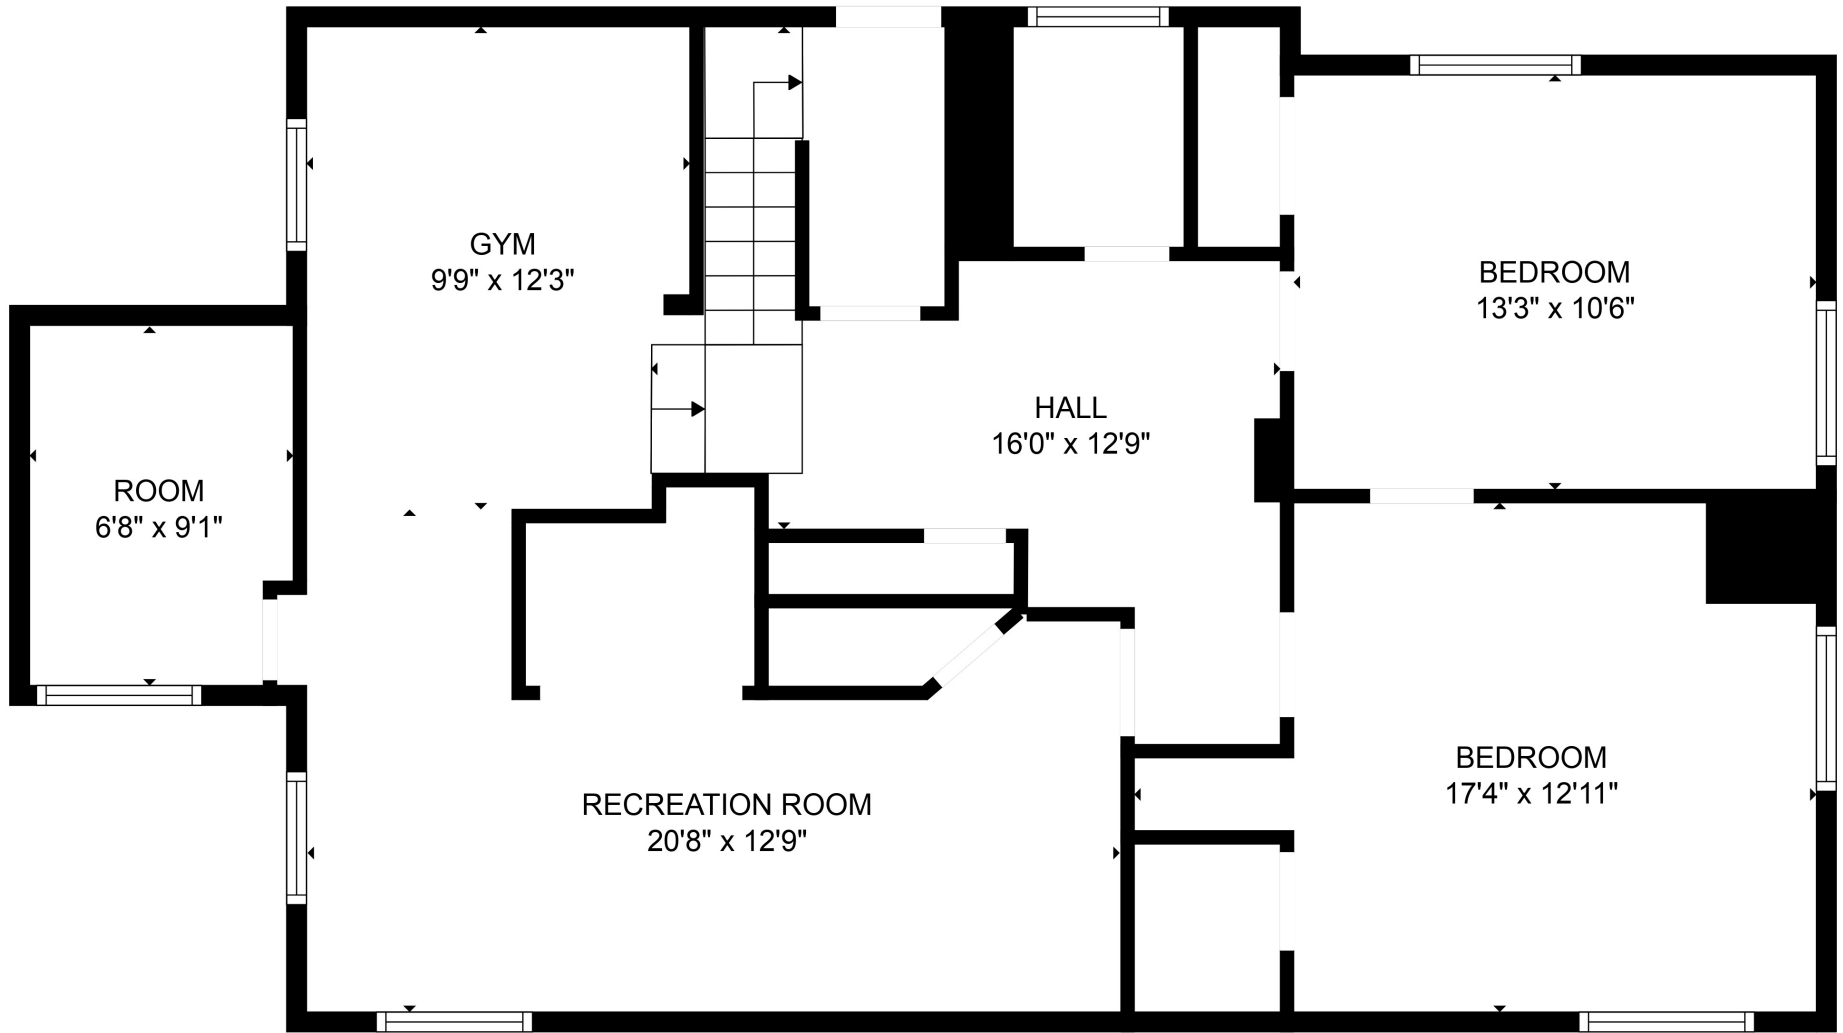 GYM
9'9" x 12'3"
BEDROOM
13'3" x 10'6"
HALL
16'0" x 12'9"
ROOM
6'8" x 9'1"
BEDROOM
17'4" x 12'11"
RECREATION ROOM
20'8" x 12'9"